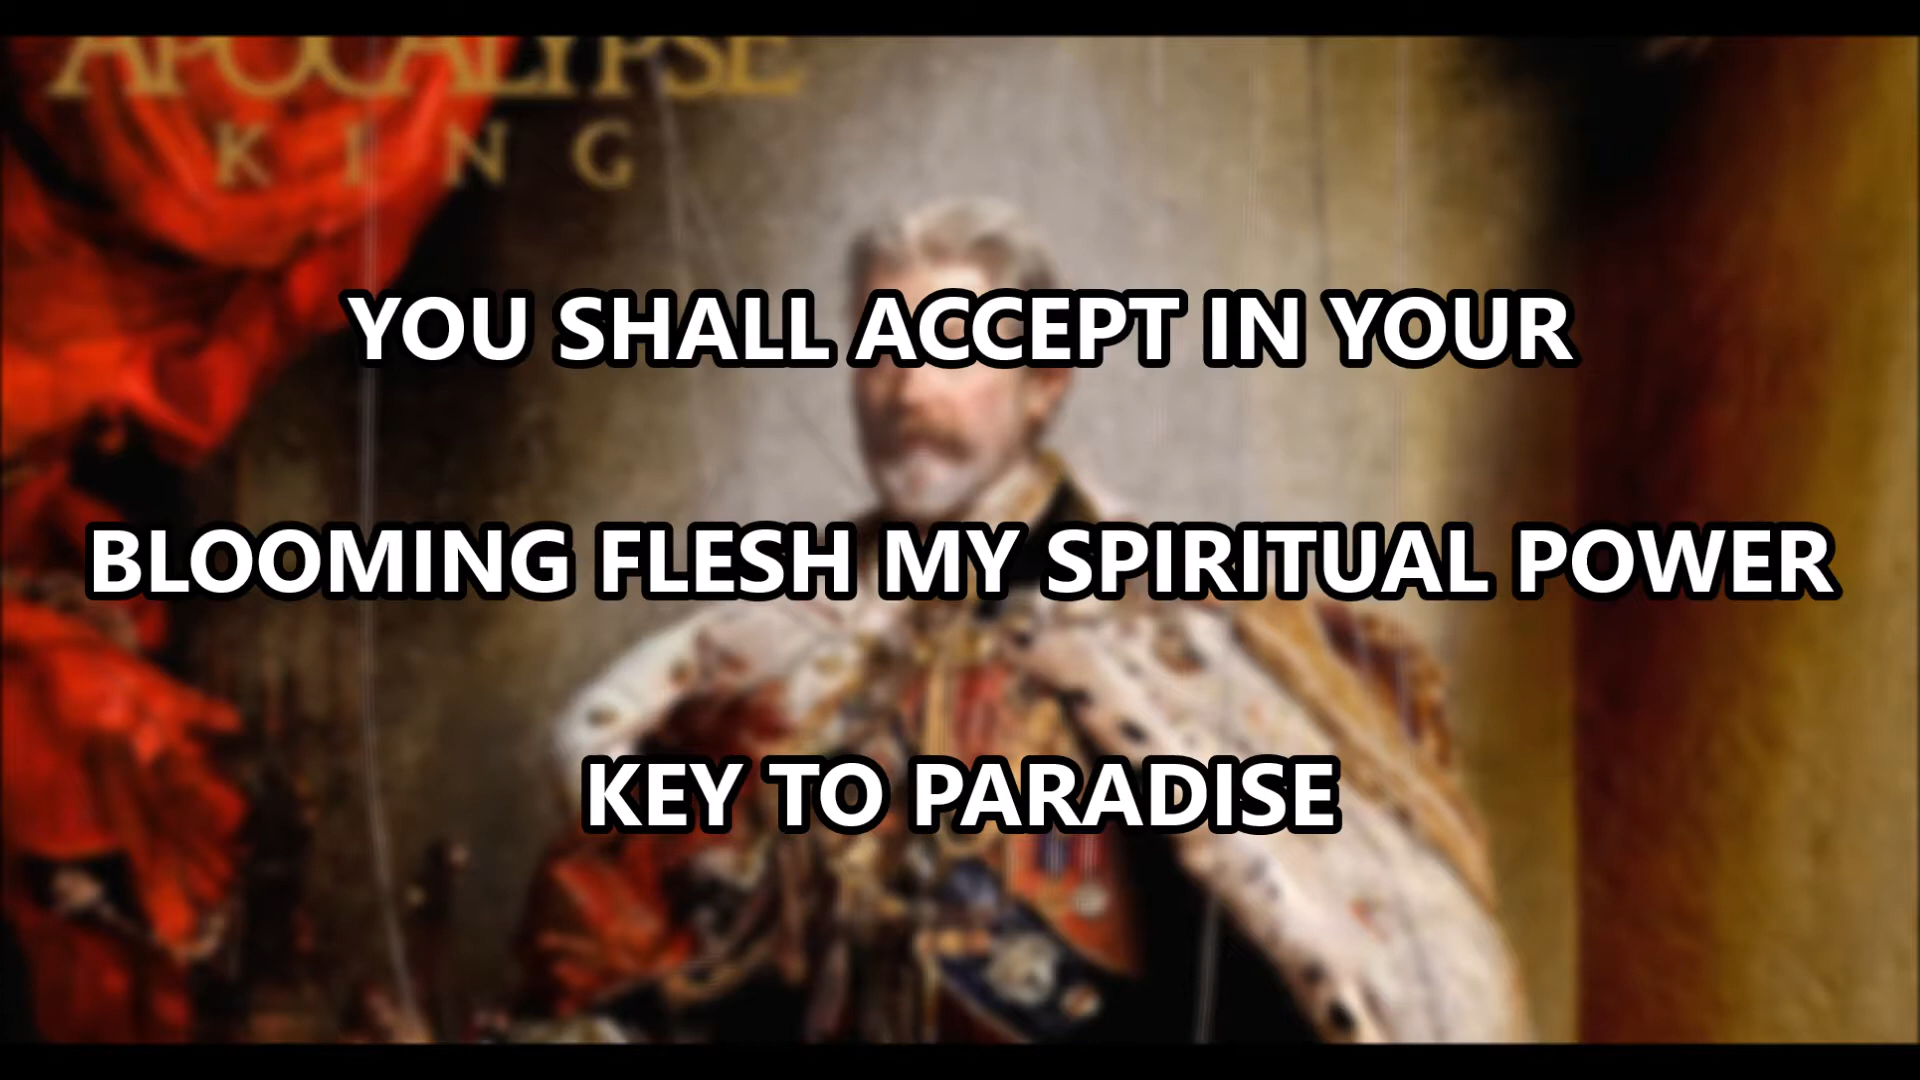 APOCALYPSE
KING
YOU SHALL ACCEPT IN YOUR
BLOOMING FLESH MY SPIRITUAL POWER
KEY TO PARADISE